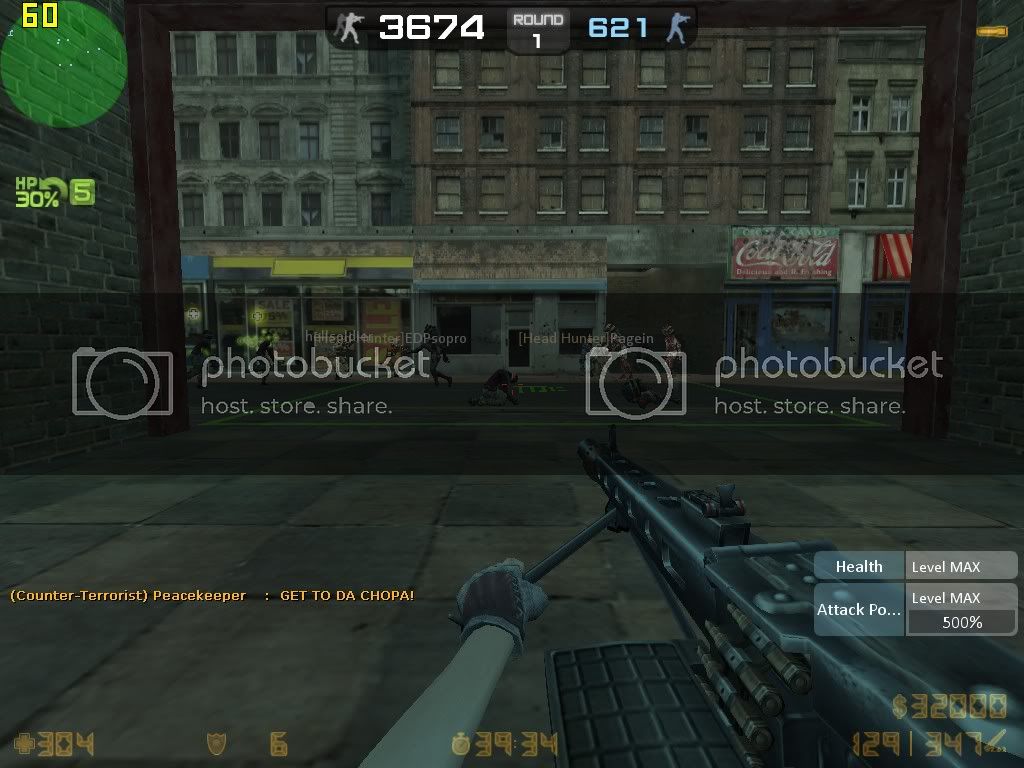 60
3674
ROUND
1
621
HP
30%
5
Coca-Cola
SALE
[Head Hunter]Pagein
photobucket
host. store. share.
photobucket
host. store. share.
(Counter-Terrorist) Peacekeeper : GET TO DA CHOPA!
Health
Level MAX
Attack Po...
Level MAX
500%
$32000
304
6
39:34
129|347